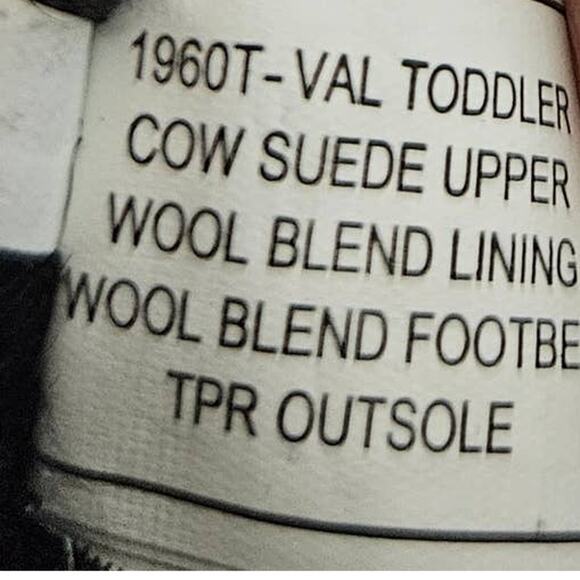 1960T-VAL TODDLER
COW SUEDE UPPER
WOOL BLEND LINING
WOOL BLEND FOOTBE
TPR OUTSOLE